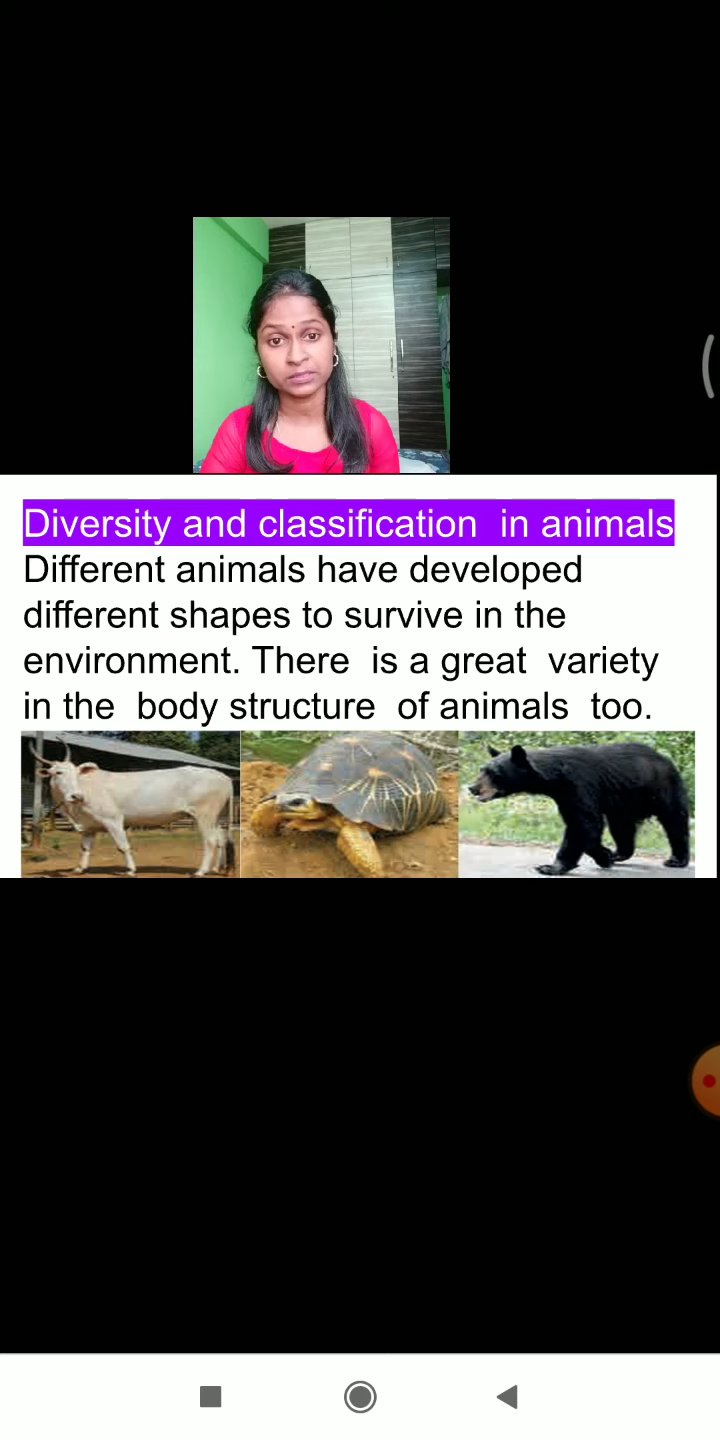 Diversity and classification in animals
Different animals have developed
different shapes to survive in the
environment. There is a great variety
in the body structure of animals too.